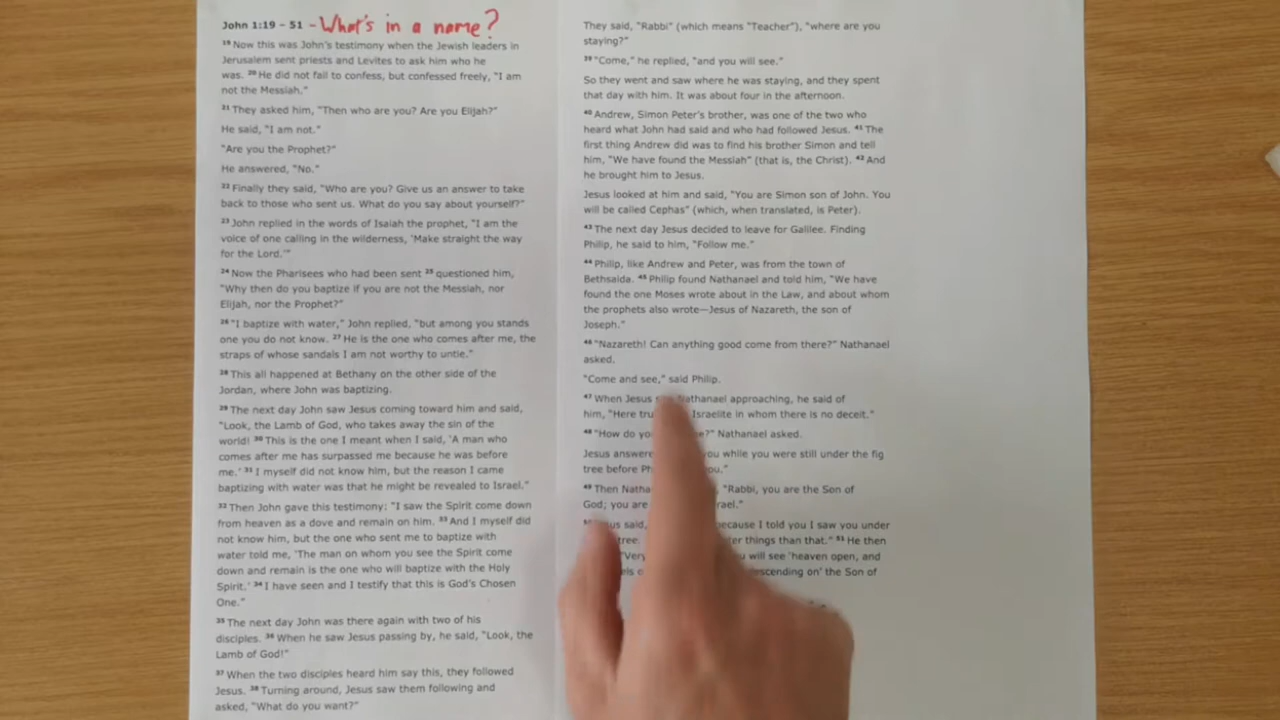 John 1:19 – 51 - What's in a name?
19 Now this was John's testimony when the Jewish leaders in
Jerusalem sent priests and Levites to ask him who he
was. 20 He did not fail to confess, but confessed freely, "I am
not the Messiah."
21 They asked him, "Then who are you? Are you Elijah?"
He said, "I am not."
"Are you the Prophet?"
He answered, "No."
22 Finally they said, "Who are you? Give us an answer to take
back to those who sent us. What do you say about yourself?"
23 John replied in the words of Isaiah the prophet, "I am the
voice of one calling in the wilderness, 'Make straight the way
for the Lord.'"
24 Now the Pharisees who had been sent 25 questioned him,
"Why then do you baptize if you are not the Messiah, nor
Elijah, nor the Prophet?"
26 "I baptize with water," John replied, "but among you stands
one you do not know. 27 He is the one who comes after me, the
straps of whose sandals I am not worthy to untie."
28 This all happened at Bethany on the other side of the
Jordan, where John was baptizing.
29 The next day John saw Jesus coming toward him and said,
"Look, the Lamb of God, who takes away the sin of the
world! 30 This is the one I meant when I said, 'A man who
comes after me has surpassed me because he was before
me.' 31 I myself did not know him, but the reason I came
baptizing with water was that he might be revealed to Israel."
32 Then John gave this testimony: "I saw the Spirit come down
from heaven as a dove and remain on him. 33 And I myself did
not know him, but the one who sent me to baptize with
water told me, 'The man on whom you see the Spirit come
down and remain is the one who will baptize with the Holy
Spirit.' 34 I have seen and I testify that this is God's Chosen
One."
35 The next day John was there again with two of his
disciples. 36 When he saw Jesus passing by, he said, "Look, the
Lamb of God!"
37 When the two disciples heard him say this, they followed
Jesus. 38 Turning around, Jesus saw them following and
asked, "What do you want?"
They said, "Rabbi" (which means "Teacher"), "where are you
staying?"
39 "Come," he replied, "and you will see."
So they went and saw where he was staying, and they spent
that day with him. It was about four in the afternoon.
40 Andrew, Simon Peter's brother, was one of the two who
heard what John had said and who had followed Jesus. 41 The
first thing Andrew did was to find his brother Simon and tell
him, "We have found the Messiah" (that is, the Christ). 42 And
he brought him to Jesus.
Jesus looked at him and said, "You are Simon son of John. You
will be called Cephas" (which, when translated, is Peter).
43 The next day Jesus decided to leave for Galilee. Finding
Philip, he said to him, "Follow me."
44 Philip, like Andrew and Peter, was from the town of
Bethsaida. 45 Philip found Nathanael and told him, "We have
found the one Moses wrote about in the Law, and about whom
the prophets also wrote—Jesus of Nazareth, the son of
Joseph."
46 "Nazareth! Can anything good come from there?" Nathanael
asked.
"Come and see," said Philip.
47 When Jesus Nathanael approaching, he said of
him, "Here Israelite in whom there is no deceit."
48 "How do Nathanael asked.
Jesus you while you were still under the fig
tree before you."
49 Then "Rabbi, you are the Son of
God; you are
said, because I told you I saw you under
tree. things than that." 51 He then
will see 'heaven open, and
descending on' the Son of